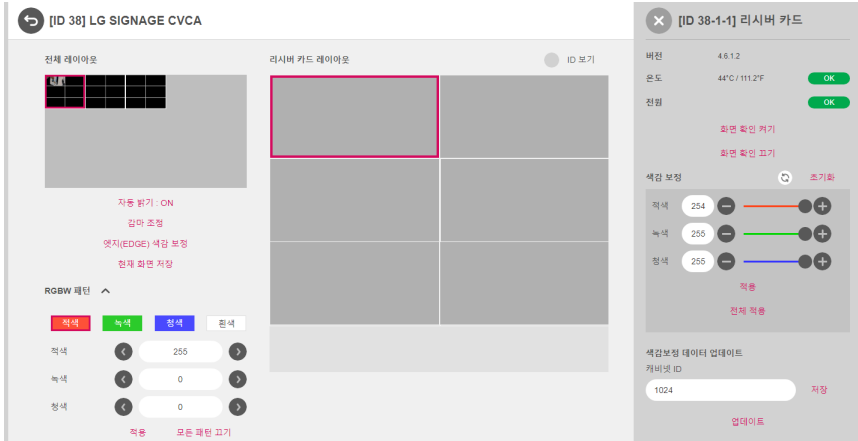 [ID 38] LG SIGNAGE CVCA
전체 레이아웃
자동 밝기 : ON
감마 조정
엣지(EDGE) 색감 보정
현재 화면 저장
RGBW 패턴
적색 녹색 청색 흰색
적색 255
녹색 0
청색 0
적용 모든 패턴 끄기
리시버 카드 레이아웃 ID 보기
[ID 38-1-1] 리시버 카드
버전 4.6.1.2
온도 44°C / 111.2°F OK
전원 OK
화면 확인 켜기
화면 확인 끄기
색감 보정 초기화
적색 254
녹색 255
청색 255
적용
전체 적용
색감보정 데이터 업데이트
캐비넷 ID
1024 저장
업데이트